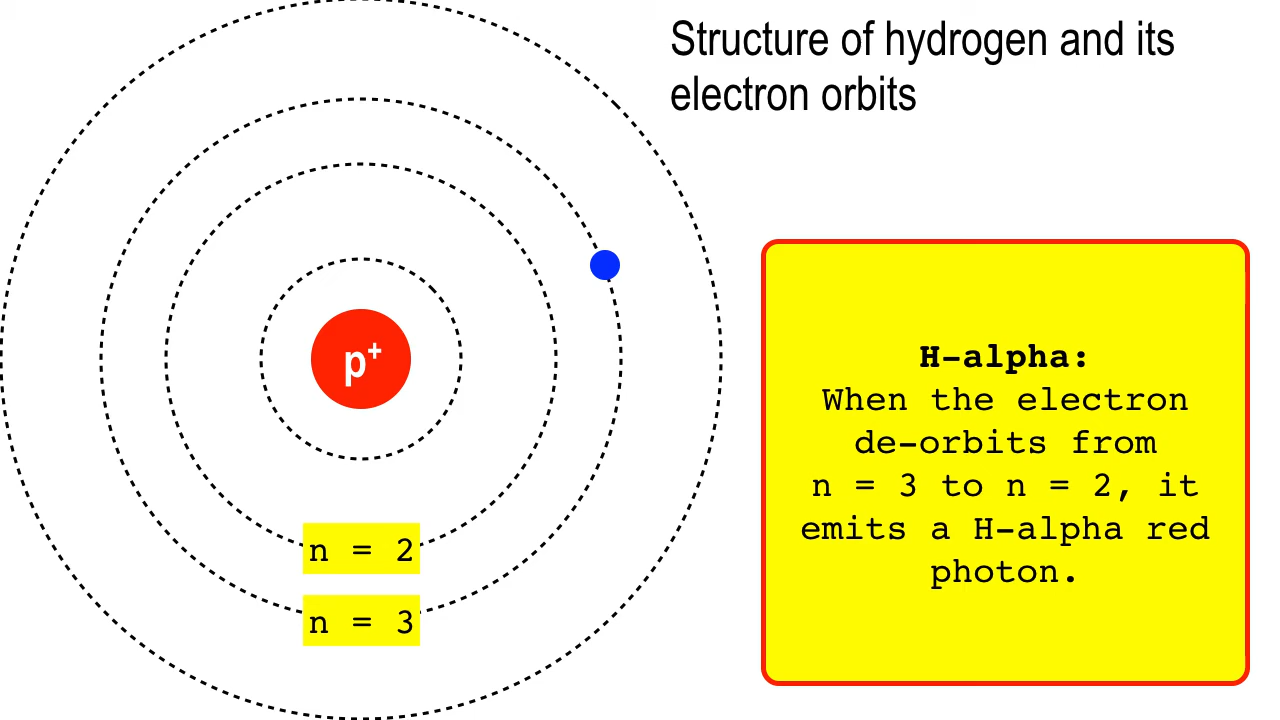 Structure of hydrogen and its
electron orbits
p⁺
H-alpha:
When the electron
de-orbits from
n = 3 to n = 2, it
emits a H-alpha red
photon.
n = 2
n = 3